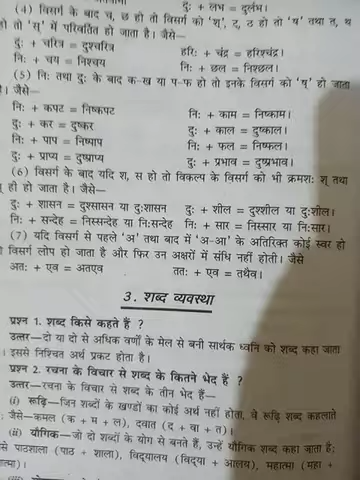 दुः + लभ = दुर्लभ।
(4) विसर्ग के बाद च, छ हो तो विसर्ग को 'श्', ट्, ठ हो तो 'ष' तथा त, थ
हो तो 'स्' में परिवर्तित हो जाता है। जैसे—
दुः + चरित्र = दुश्चरित्र हरिः + चंद्र = हरिश्चंद्र।
निः + चय = निश्चय निः + छल = निश्छल।
(5) निः तथा दुः के बाद क-ख या प-फ हो तो इनके विसर्ग को 'ष्' हो जाता
है। जैसे—
निः + कपट = निष्कपट निः + काम = निष्काम।
दुः + कर = दुष्कर दुः + काल = दुष्काल।
निः + पाप = निष्पाप निः + फल = निष्फल।
दुः + प्राप्य = दुष्प्राप्य दुः + प्रभाव = दुष्प्रभाव।
(6) विसर्ग के बाद यदि श, स हो तो विकल्प के विसर्ग को भी क्रमशः श् तथा
ही हो जाता है। जैसे—
दुः + शासन = दुश्सासन या दुःशासन दुः + शील = दुश्शील या दुःशील।
निः + सन्देह = निस्सन्देह या निःसन्देह निः + सार = निस्सार या निःसार।
(7) यदि विसर्ग से पहले 'अ' तथा बाद में 'अ-आ' के अतिरिक्त कोई स्वर हो
विसर्ग लोप हो जाता है और फिर उन अक्षरों में संधि नहीं होती। जैसे
अतः + एव = अतएव ततः + एव = तथैव।
3. शब्द व्यवस्था
प्रश्न 1. शब्द किसे कहते हैं ?
उत्तर—दो या दो से अधिक वर्णों के मेल से बनी सार्थक ध्वनि को शब्द कहा जाता
। इससे निश्चित अर्थ प्रकट होता है।
प्रश्न 2. रचना के विचार से शब्द के कितने भेद हैं ?
उत्तर—रचना के विचार से शब्द के तीन भेद हैं—
(i) रूढ़ि—जिन शब्दों के खण्डों का कोई अर्थ नहीं होता, वे रूढ़ि शब्द कहलाते
जैसे—कमल (क + म + ल), दवात (द + वा + त)।
(ii) यौगिक—जो दो शब्दों के योग से बनते हैं, उन्हें यौगिक शब्द कहा जाता है;
से पाठशाला (पाठ + शाला), विद्यालय (विद्या + आलय), महात्मा (महा +
आत्मा)।